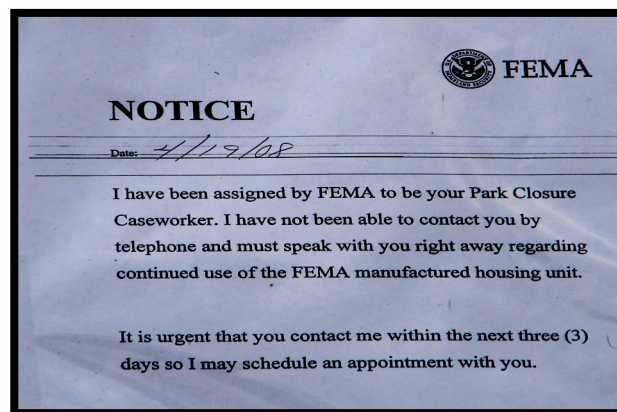 FEMA
NOTICE
Date: 4/19/08
I have been assigned by FEMA to be your Park Closure
Caseworker. I have not been able to contact you by
telephone and must speak with you right away regarding
continued use of the FEMA manufactured housing unit.
It is urgent that you contact me within the next three (3)
days so I may schedule an appointment with you.